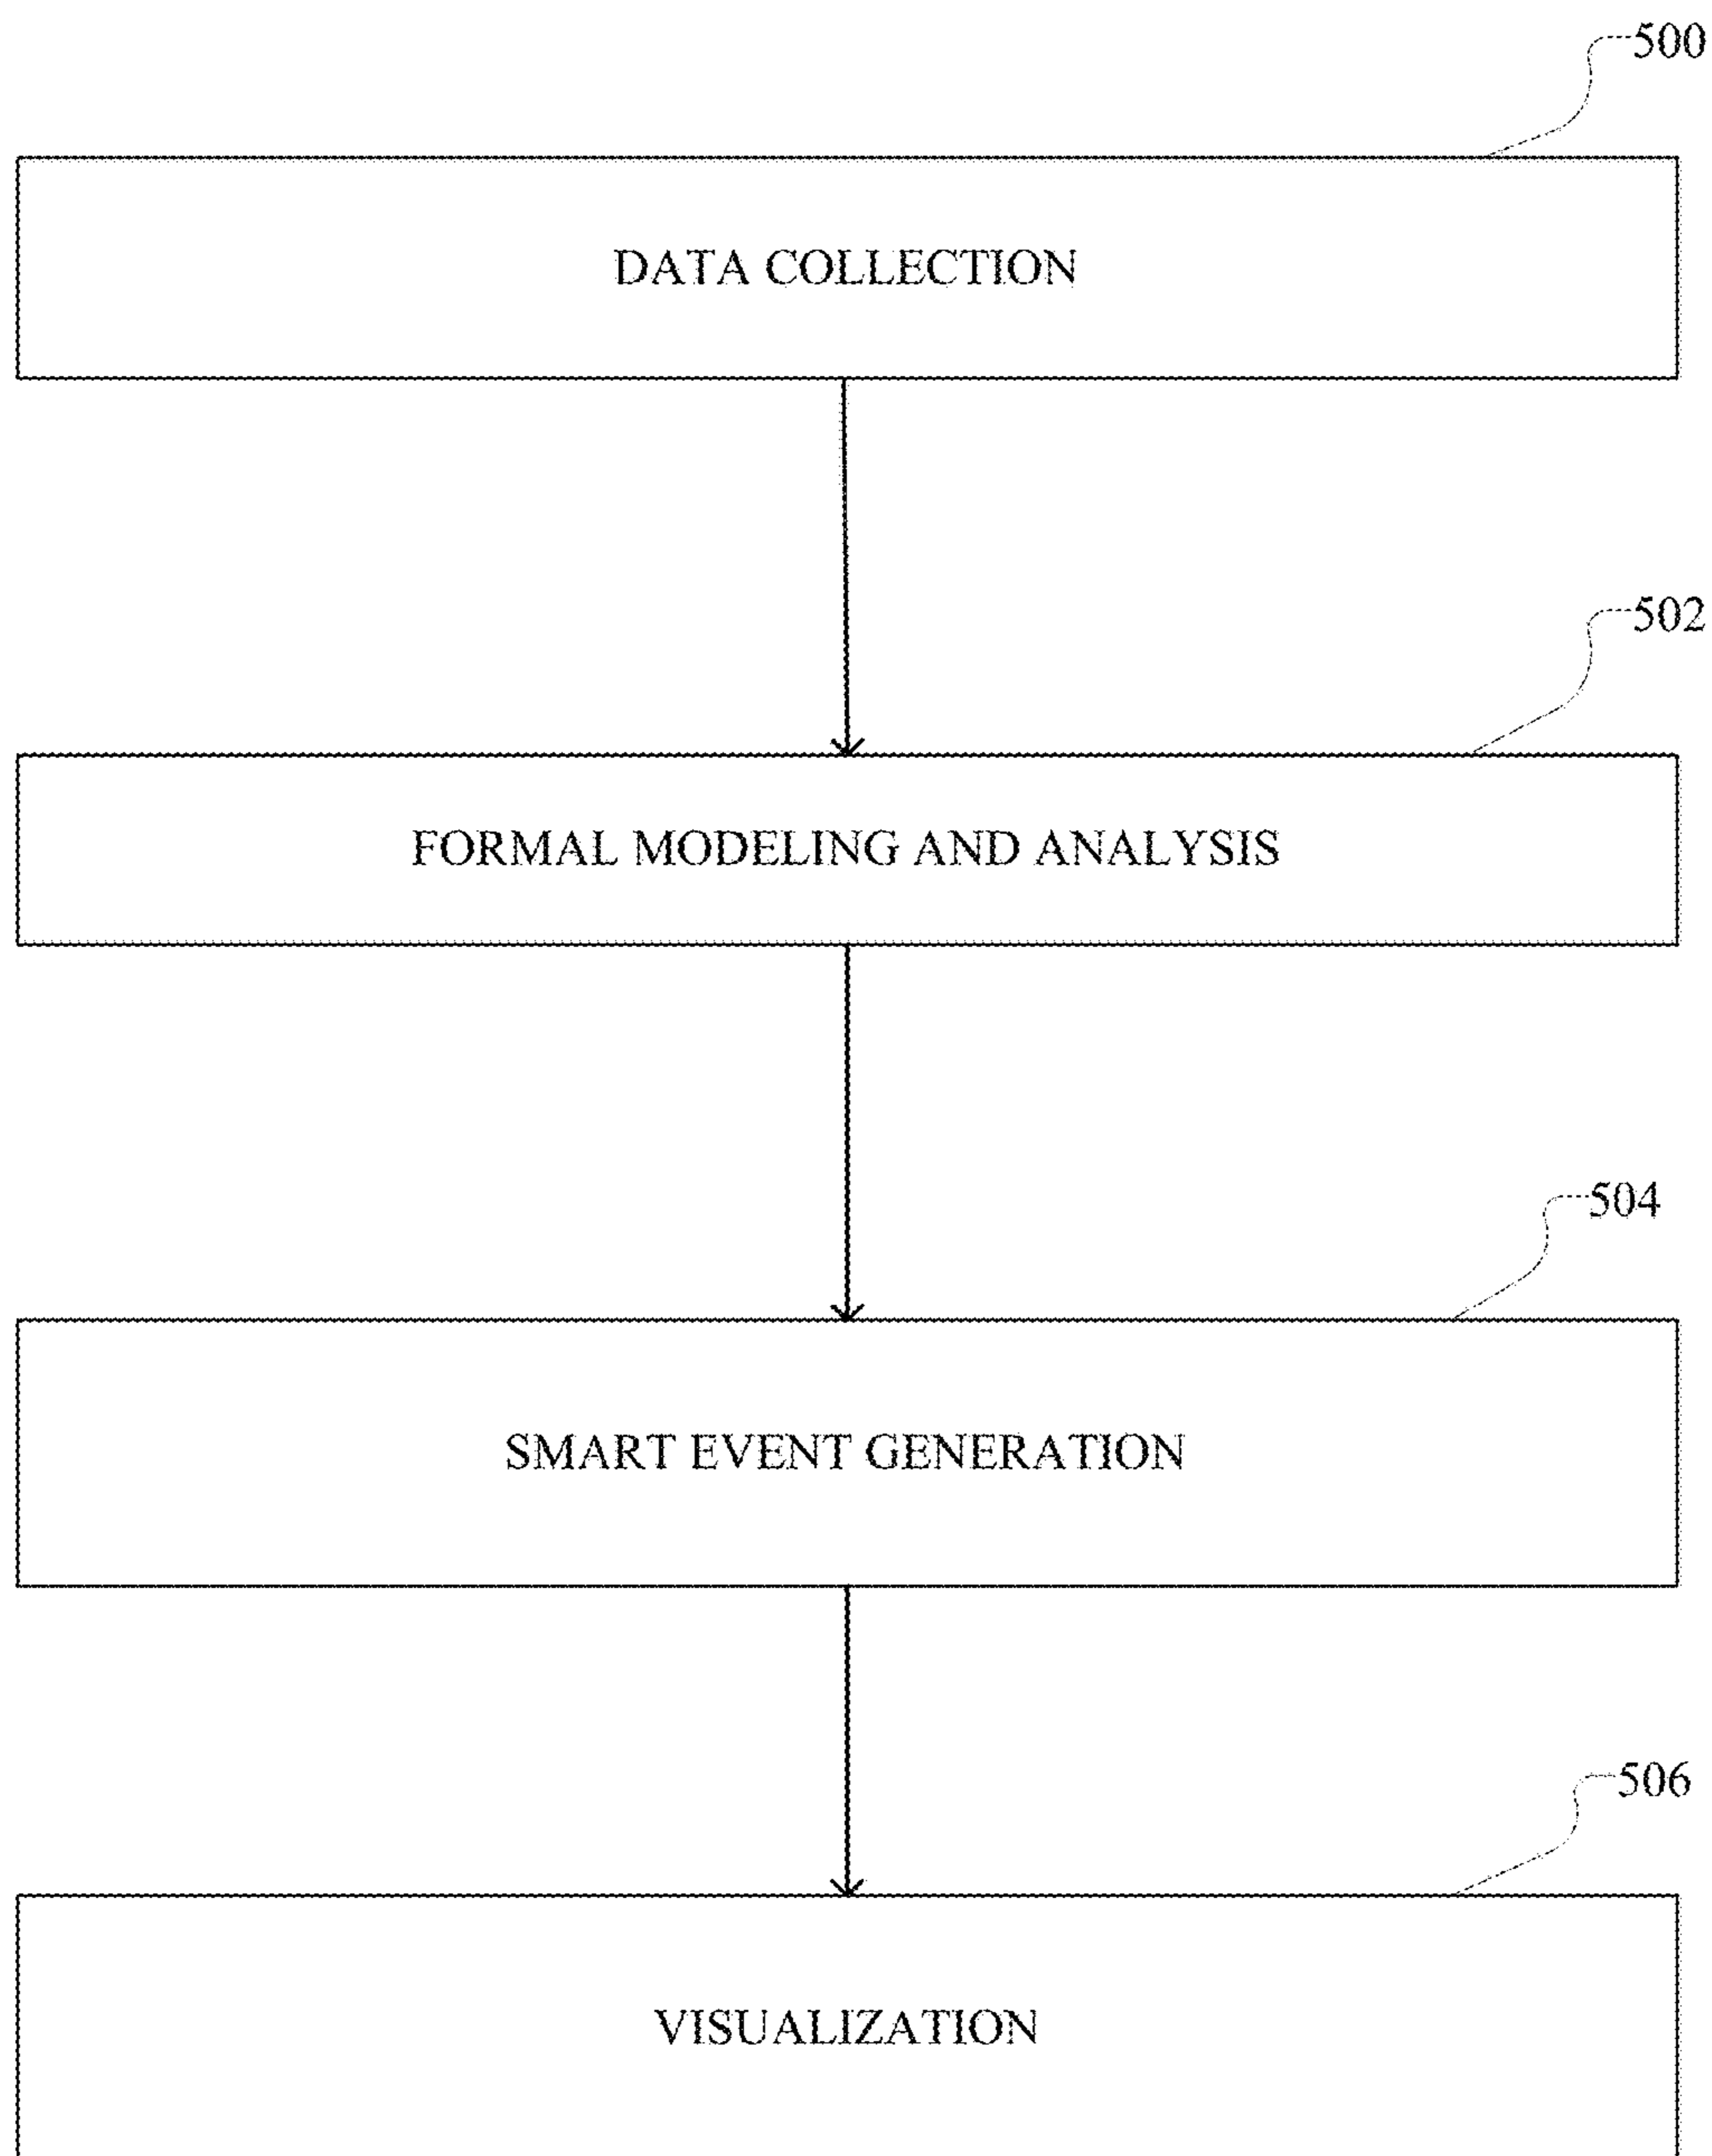 500
DATA COLLECTION
502
FORMAL MODELING AND ANALYSIS
504
SMART EVENT GENERATION
506
VISUALIZATION